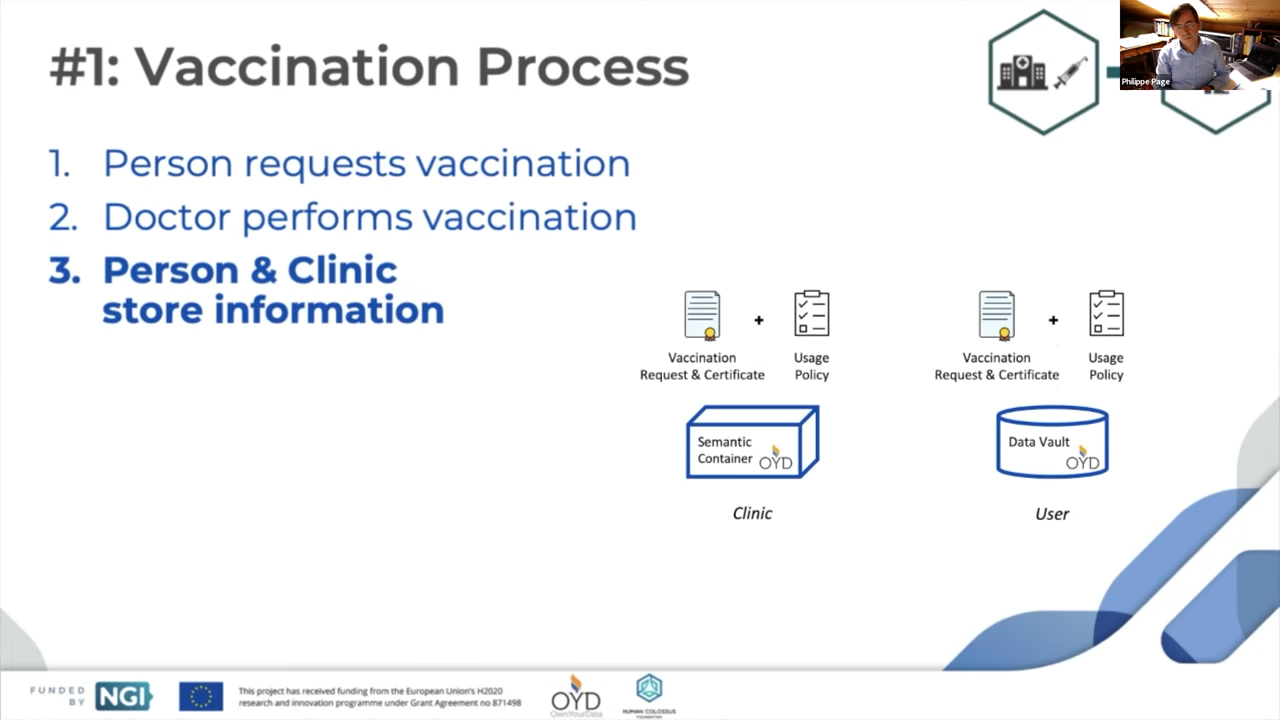 #1: Vaccination Process
Philippe Page
1. Person requests vaccination
2. Doctor performs vaccination
3. Person & Clinic
store information
Vaccination
Request & Certificate
+
Usage
Policy
Vaccination
Request & Certificate
+
Usage
Policy
Semantic
Container
OYD
Data Vault
OYD
Clinic
User
FUNDED
BY
NGI
This project has received funding from the European Union's H2020
research and innovation programme under Grant Agreement no 871498
OYD
OwnYourData
HUMAN COLOSSUS
FOUNDATION